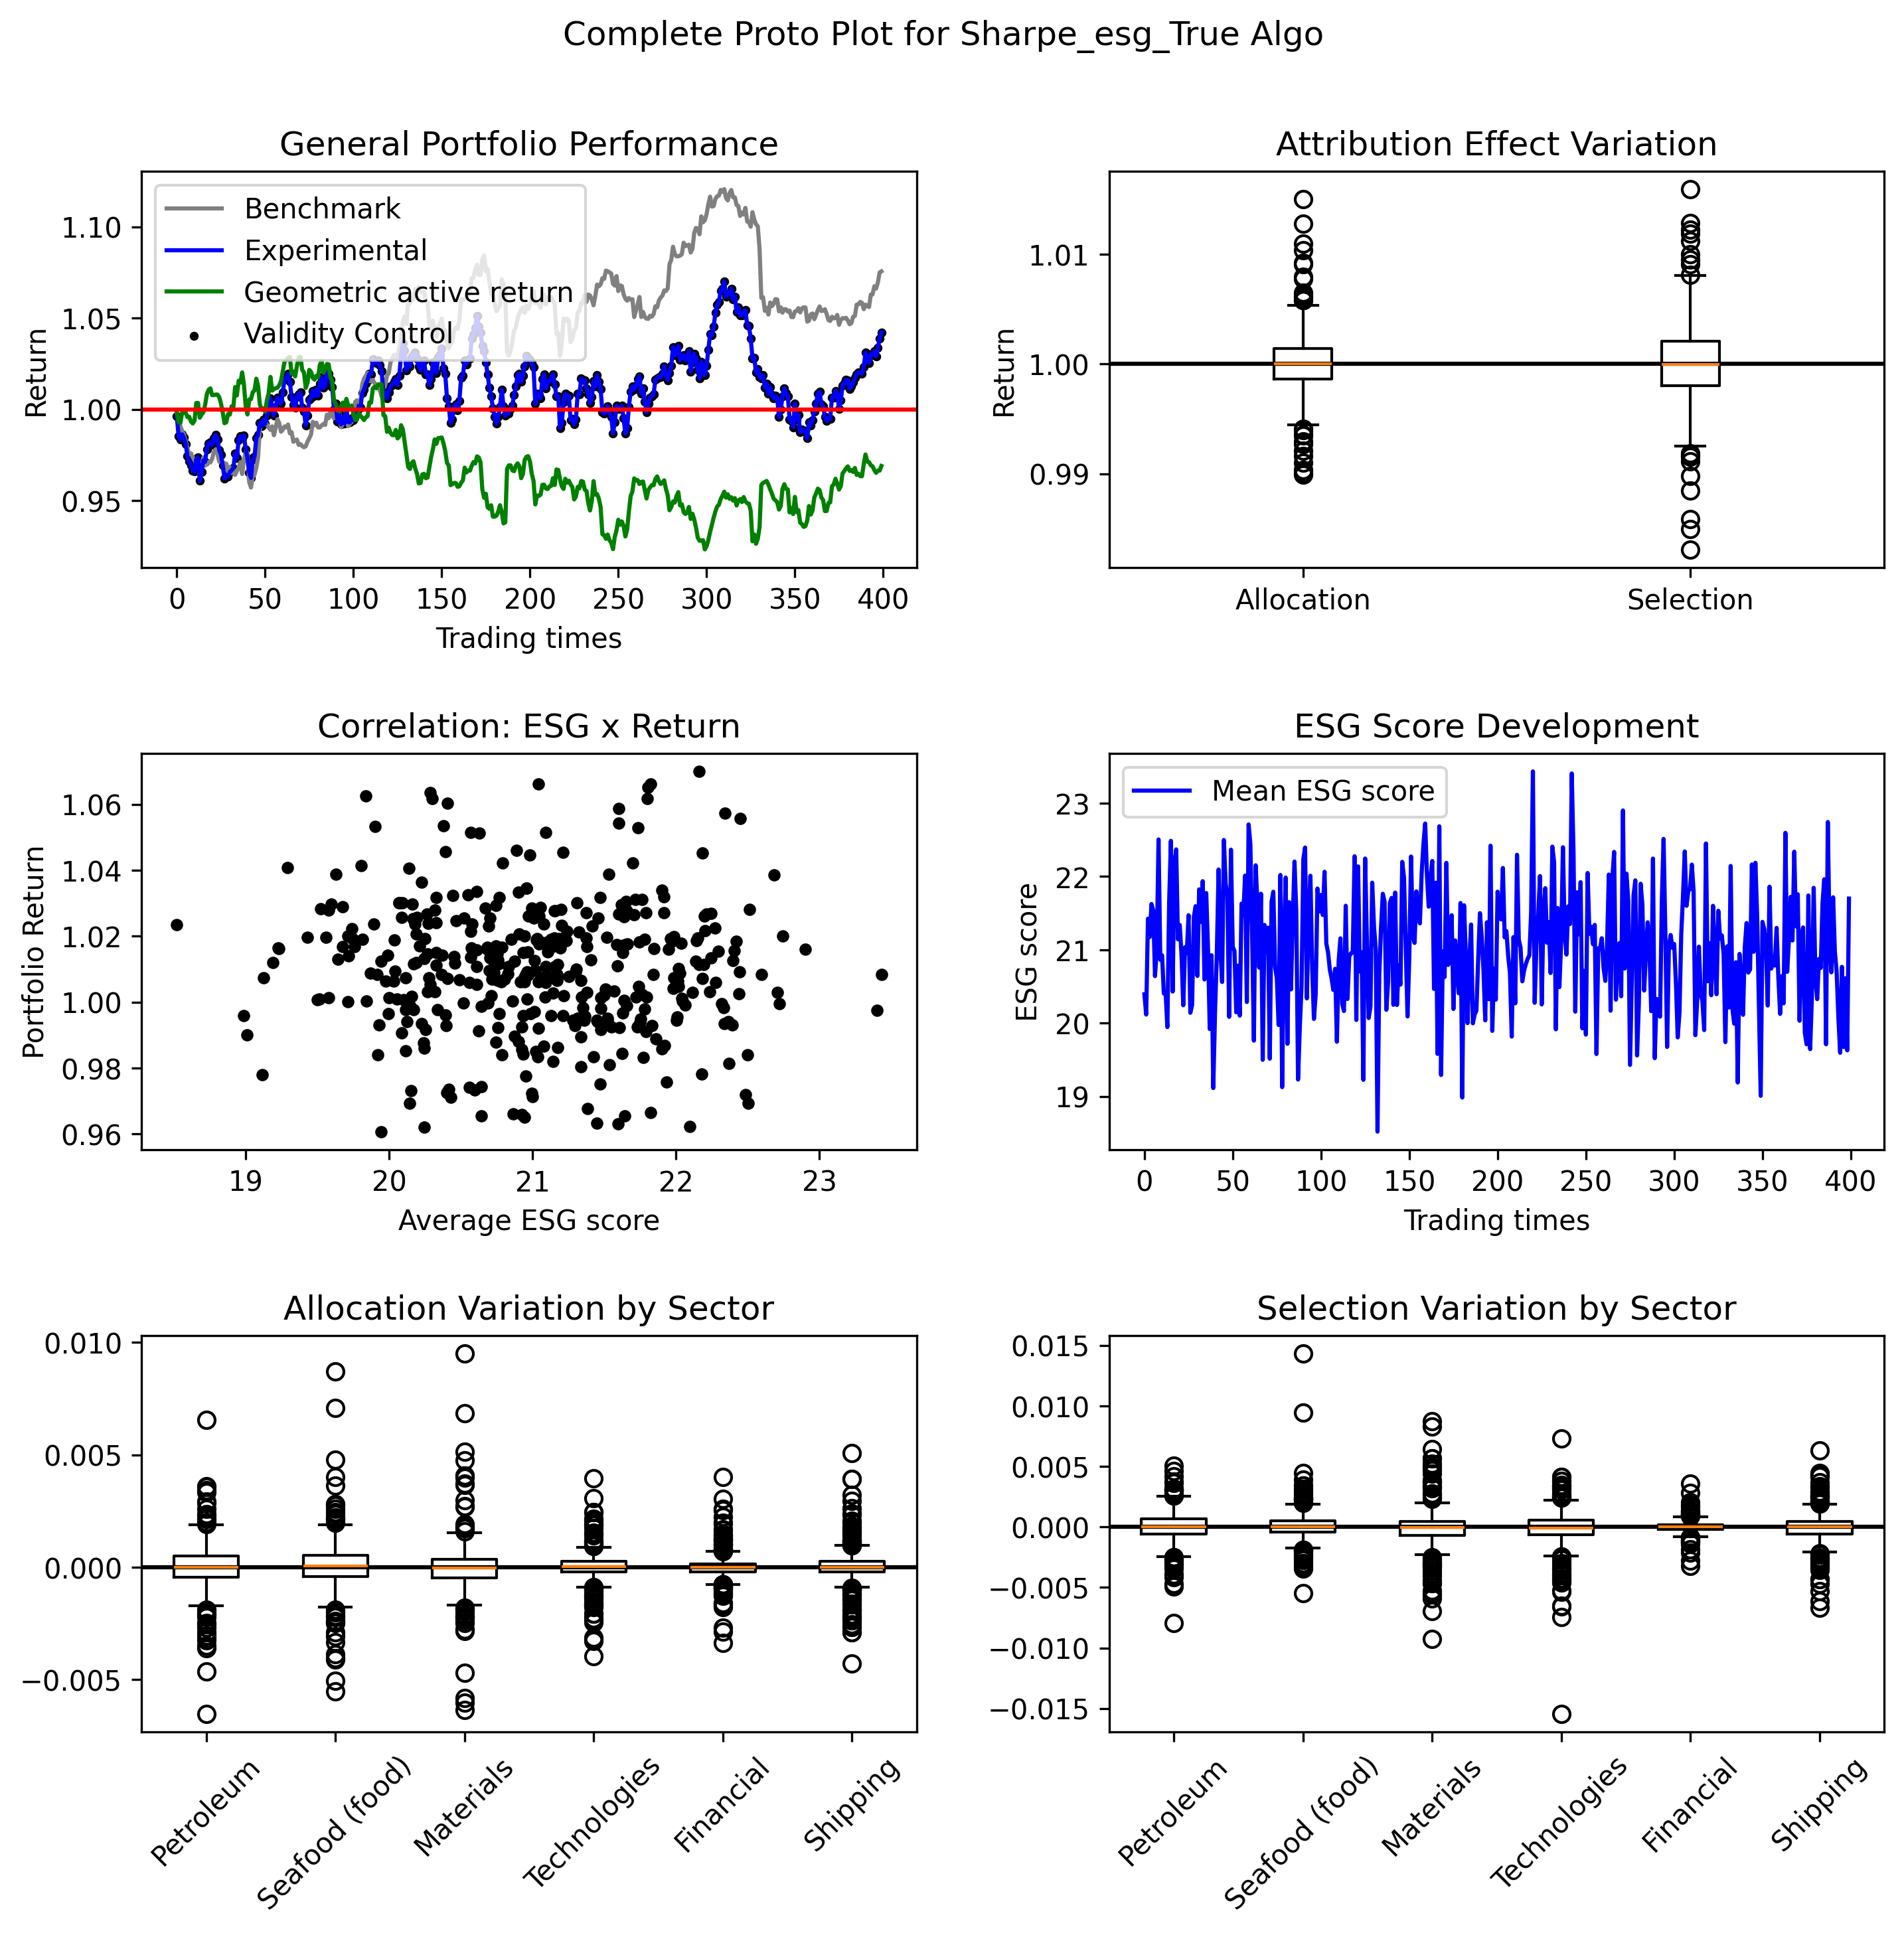 Complete Proto Plot for Sharpe_esg_True Algo
General Portfolio Performance
Benchmark
Experimental
Geometric active return
Validity Control
Return
1.10
1.05
1.00
0.95
0 50 100 150 200 250 300 350 400
Trading times
Attribution Effect Variation
Return
1.01
1.00
0.99
Allocation Selection
Correlation: ESG x Return
Portfolio Return
1.06
1.04
1.02
1.00
0.98
0.96
19 20 21 22 23
Average ESG score
ESG Score Development
Mean ESG score
ESG score
23
22
21
20
19
0 50 100 150 200 250 300 350 400
Trading times
Allocation Variation by Sector
0.010
0.005
0.000
−0.005
Petroleum
Seafood (food)
Materials
Technologies
Financial
Shipping
Selection Variation by Sector
0.015
0.010
0.005
0.000
−0.005
−0.010
−0.015
Petroleum
Seafood (food)
Materials
Technologies
Financial
Shipping